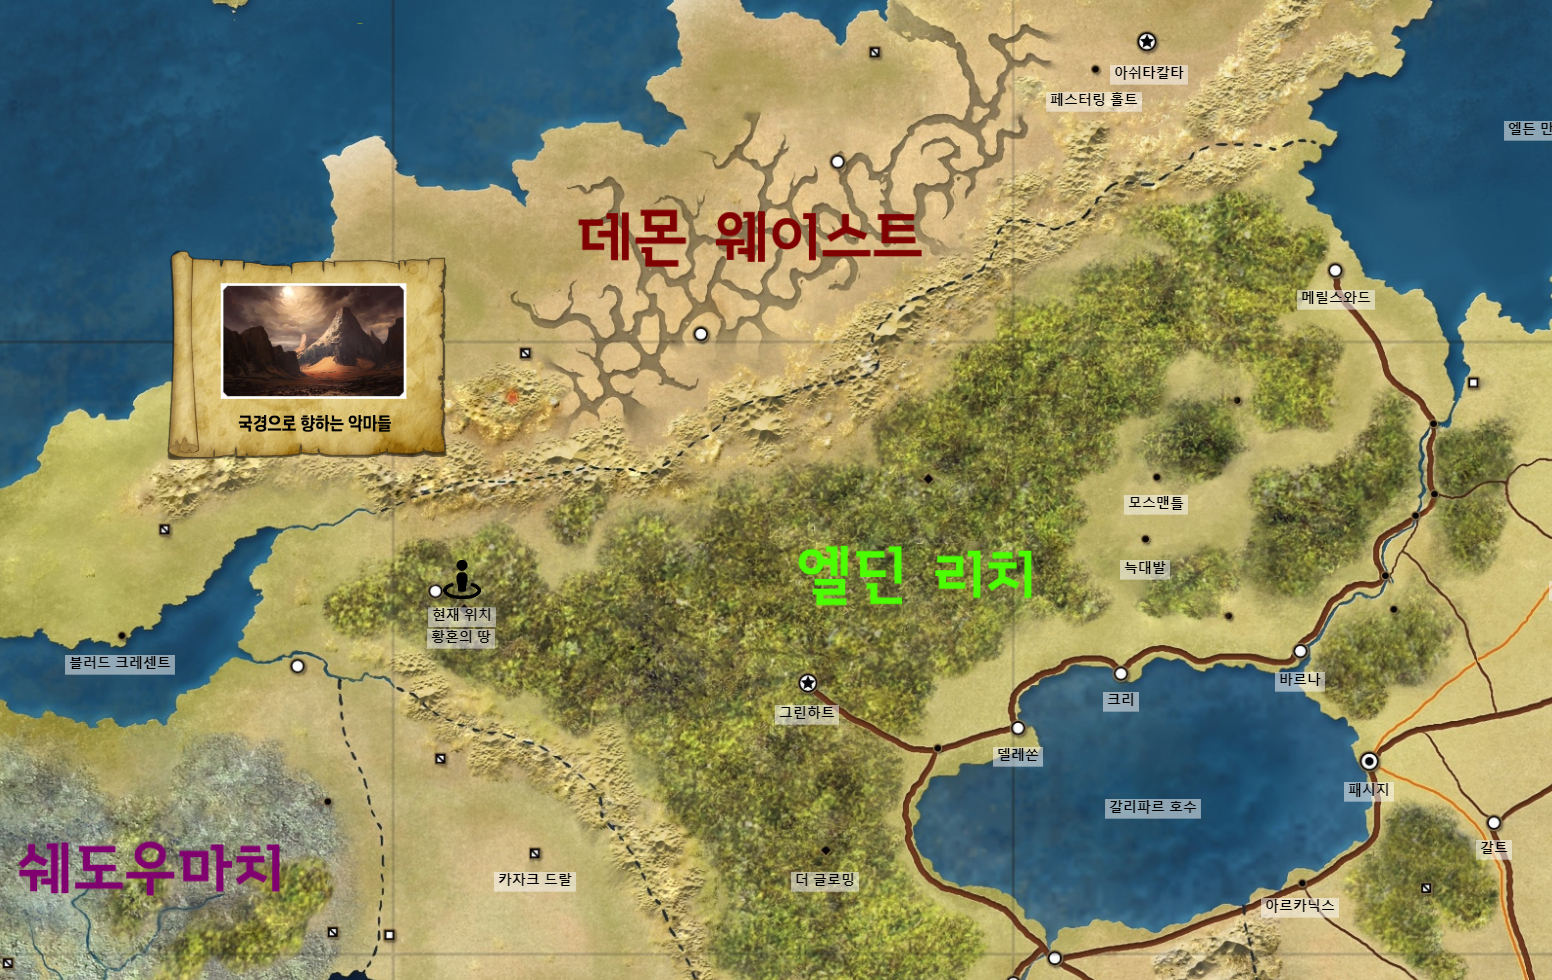 아쉬타칼타
페스터링 홀트
엘든 만
데몬 웨이스트
메릴스와드
국경으로 향하는 악마들
모스맨틀
엘딘 리치
늑대발
현재 위치
황혼의 땅
블러드 크레센트
바르나
크리
그린하트
델레쏜
패시지
갈리파르 호수
갈트
쉐도우마치
카자크 드랄
더 글로밍
아르카닉스